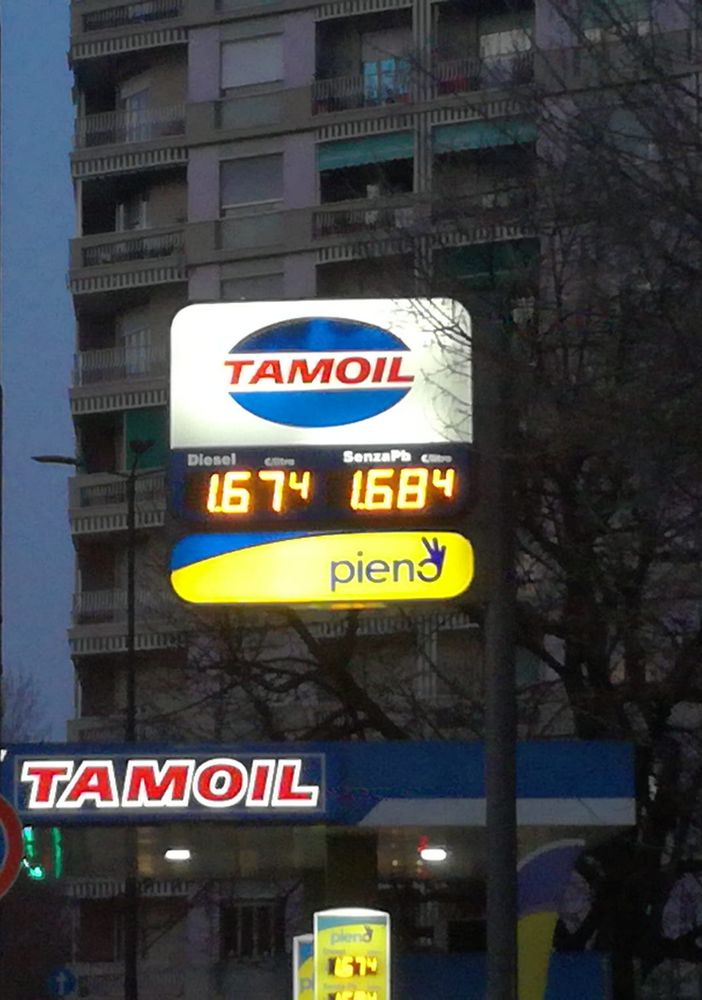 TAMOIL
Diesel €/litro SenzaPb €/litro
1.674 1.684
pieno
TAMOIL
pieno
1.674